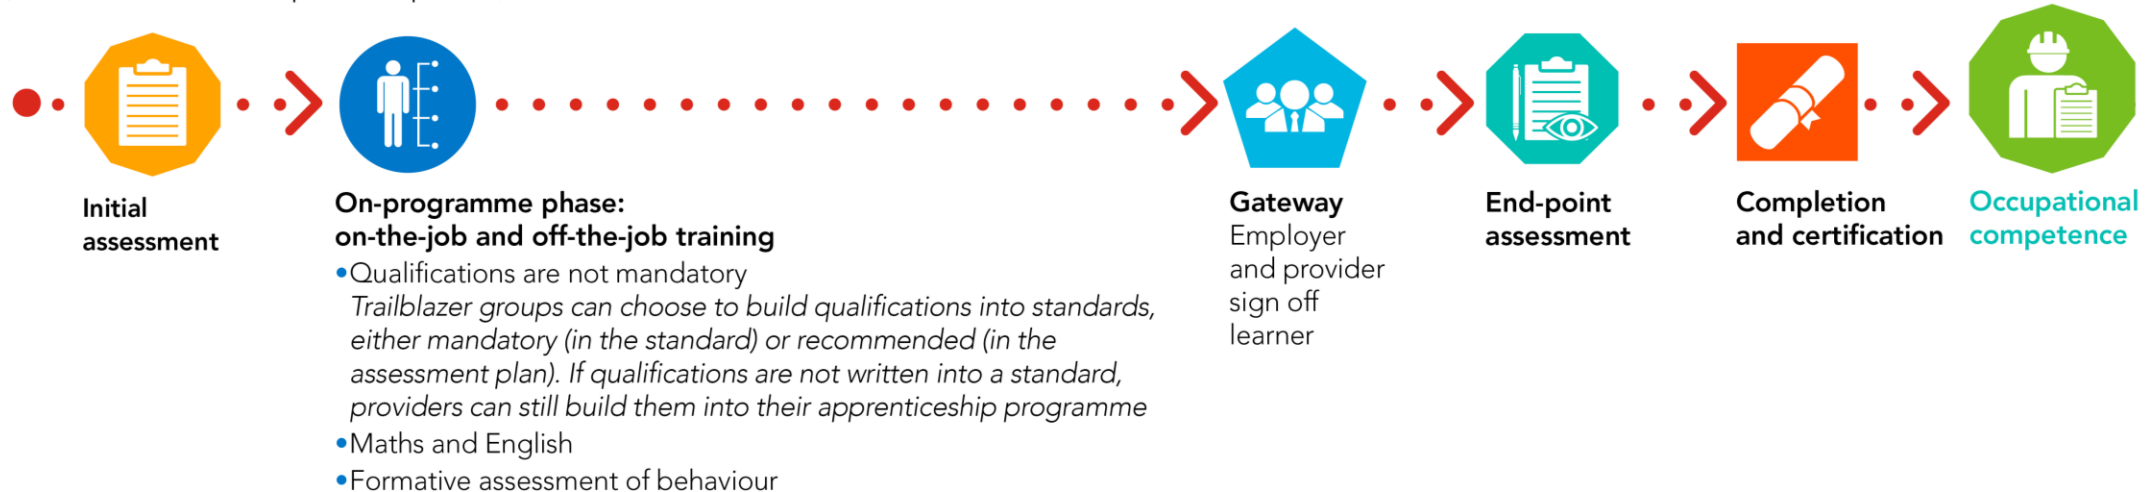 Initial
assessment
On-programme phase:
on-the-job and off-the-job training
•Qualifications are not mandatory
Trailblazer groups can choose to build qualifications into standards,
either mandatory (in the standard) or recommended (in the
assessment plan). If qualifications are not written into a standard,
providers can still build them into their apprenticeship programme
•Maths and English
•Formative assessment of behaviour
Gateway
Employer
and provider
sign off
learner
End-point
assessment
Completion
and certification
Occupational
competence